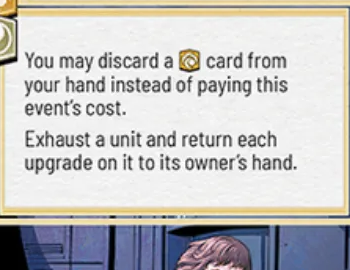 You may discard a card from
your hand instead of paying this
event's cost.
Exhaust a unit and return each
upgrade on it to its owner's hand.